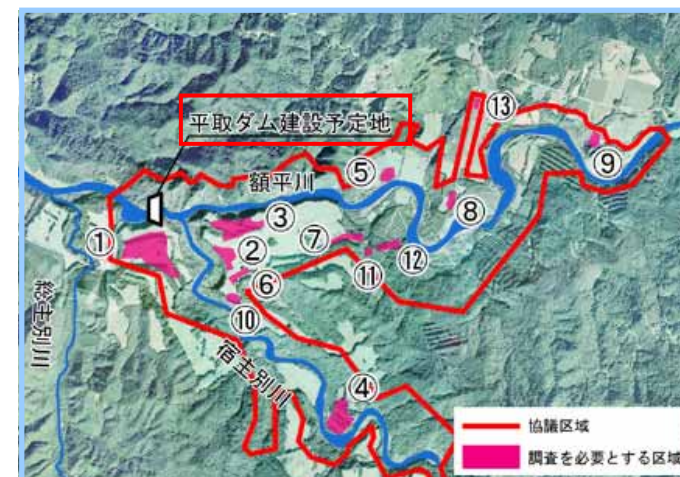 平取ダム建設予定地
⑬
額平川
⑤
⑨
⑧
③
①
②
⑦
⑫
⑪
⑥
⑩
総主別川
宿主別川
④
協議区域
調査を必要とする区域